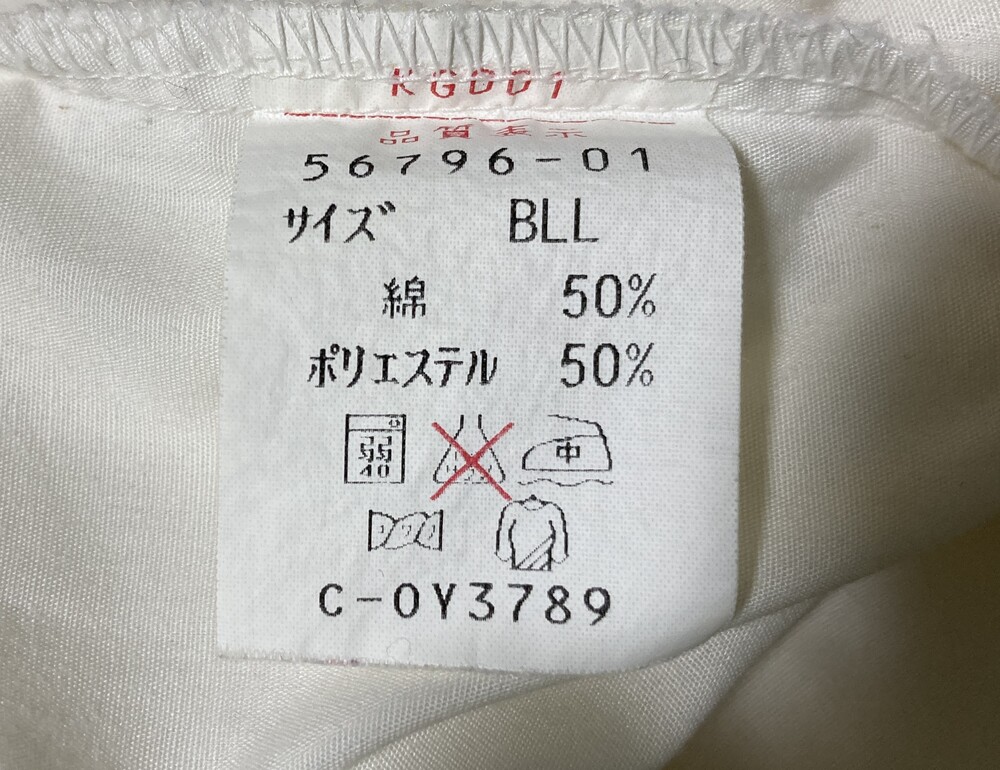 KG001
品質表示
56796-01
サイズ BLL
綿 50%
ポリエステル 50%
弱
40
中
C-0Y3789